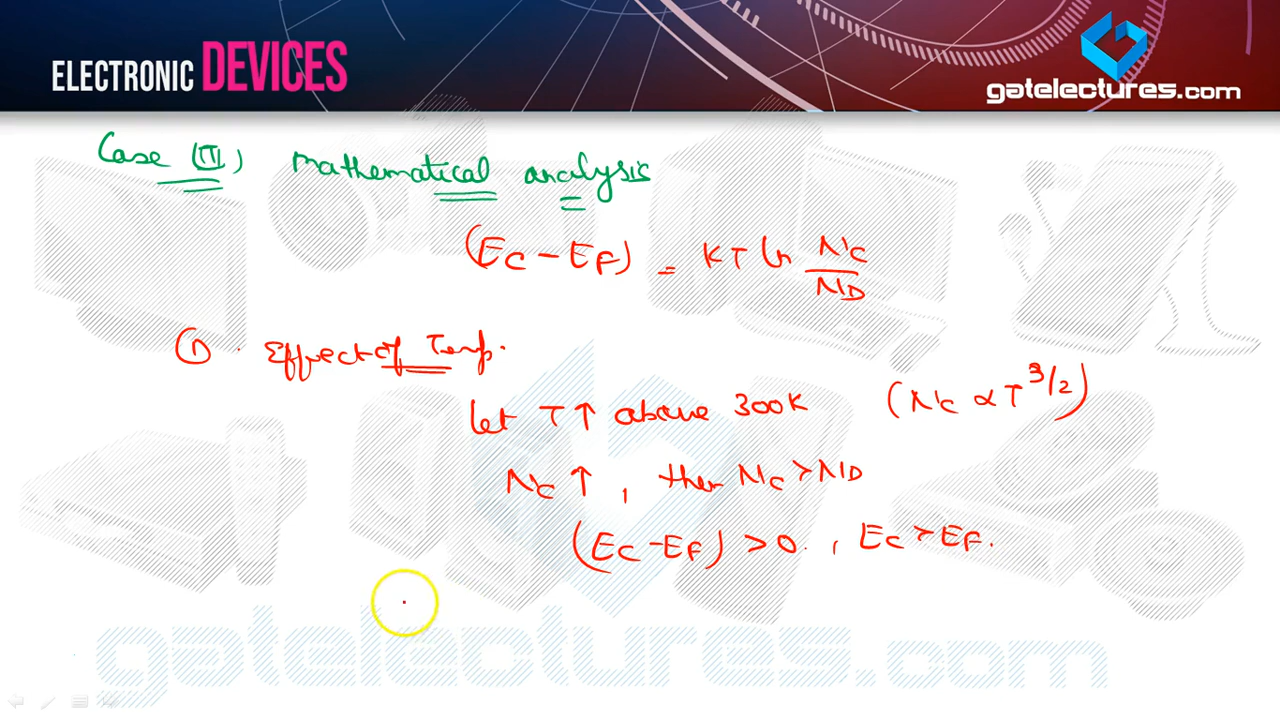 ELECTRONIC DEVICES
gatelectures.com
Case (II) Mathematical analysis
(EC - EF) = KT ln NC/ND
① Effect of Temp.
let T↑ above 300K (NC ∝ T^3/2)
NC ↑, then NC > ND
(EC - EF) > 0, EC > EF.
gatelectures.com